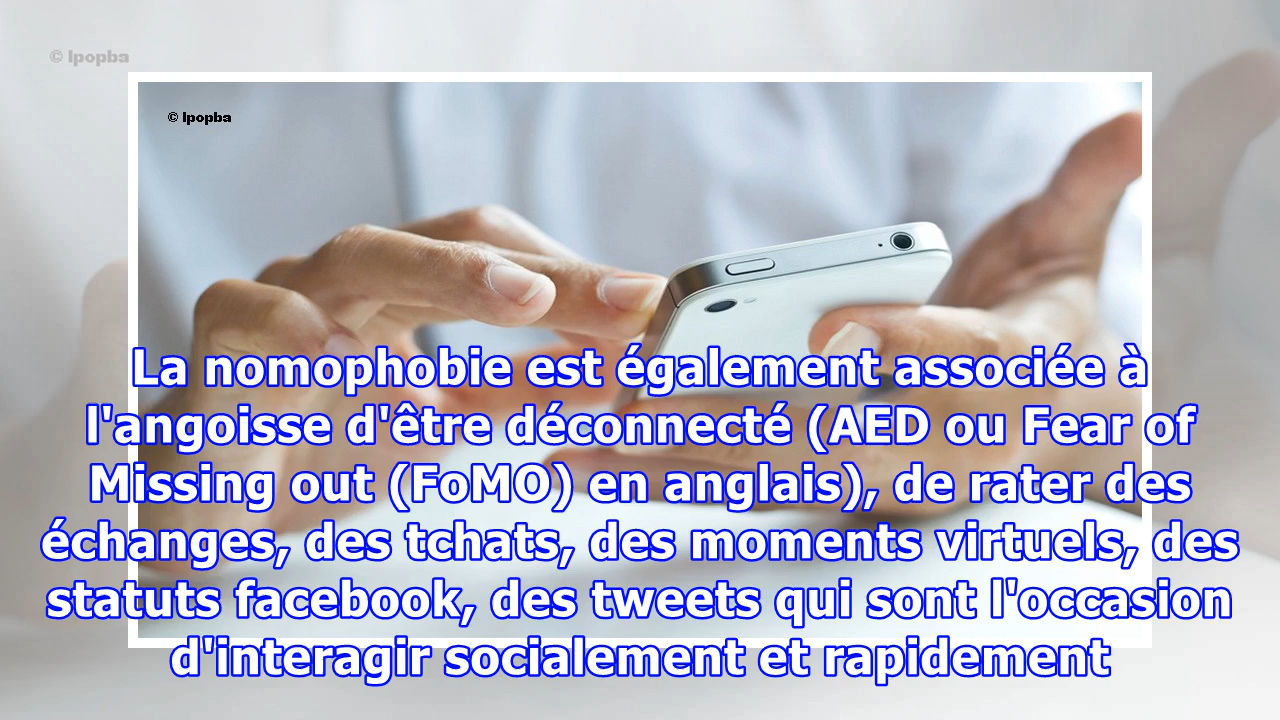 © Ipopba
© Ipopba
La nomophobie est également associée à
l'angoisse d'être déconnecté (AED ou Fear of
Missing out (FoMO) en anglais), de rater des
échanges, des tchats, des moments virtuels, des
statuts facebook, des tweets qui sont l'occasion
d'interagir socialement et rapidement